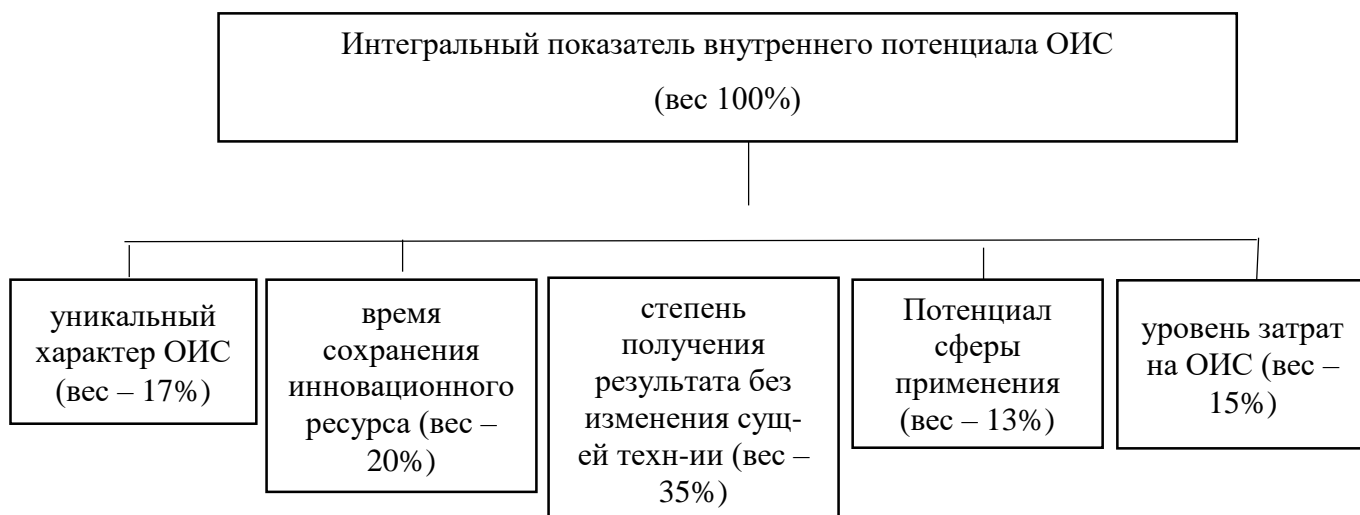 Интегральный показатель внутреннего потенциала ОИС
(вес 100%)
уникальный
характер ОИС
(вес – 17%)
время
сохранения
инновационного
ресурса (вес –
20%)
степень
получения
результата без
изменения сущ-
ей техн-ии (вес –
35%)
Потенциал
сферы
применения
(вес – 13%)
уровень затрат
на ОИС (вес –
15%)